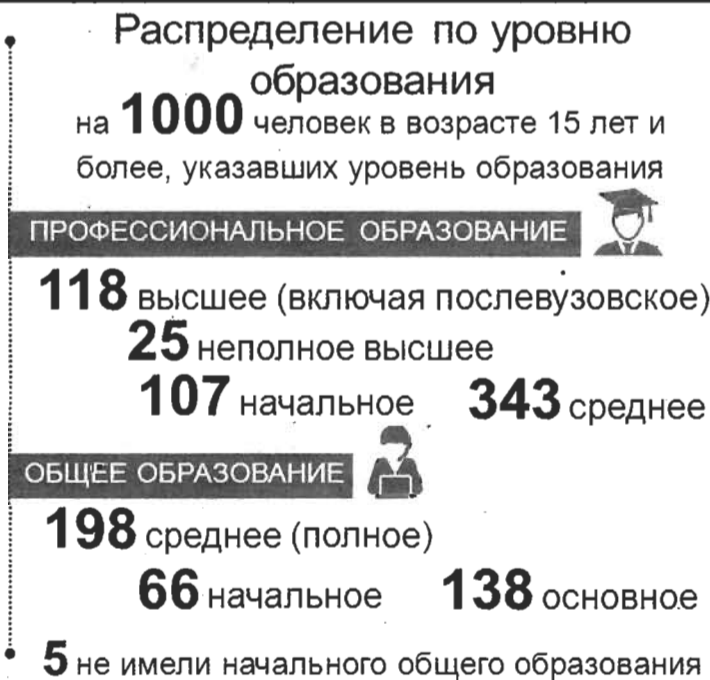 Распределение по уровню
образования
на 1000 человек в возрасте 15 лет и
более, указавших уровень образования
ПРОФЕССИОНАЛЬНОЕ ОБРАЗОВАНИЕ
118 высшее (включая послевузовское)
25 неполное высшее
107 начальное 343 среднее
ОБЩЕЕ ОБРАЗОВАНИЕ
198 среднее (полное)
66 начальное 138 основное
5 не имели начального общего образования